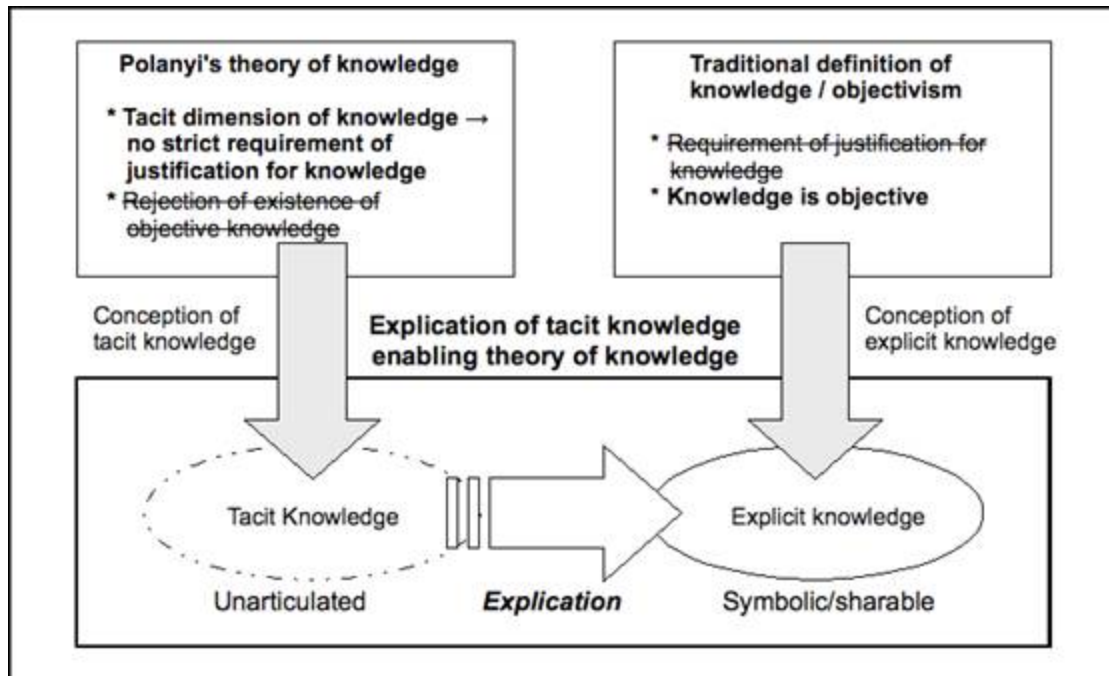 Polanyi's theory of knowledge
* Tacit dimension of knowledge →
no strict requirement of
justification for knowledge
* Rejection of existence of
objective knowledge
Traditional definition of
knowledge / objectivism
* Requirement of justification for
knowledge
* Knowledge is objective
Conception of
tacit knowledge
Explication of tacit knowledge
enabling theory of knowledge
Conception of
explicit knowledge
Tacit Knowledge
Explicit knowledge
Unarticulated
Explication
Symbolic/sharable